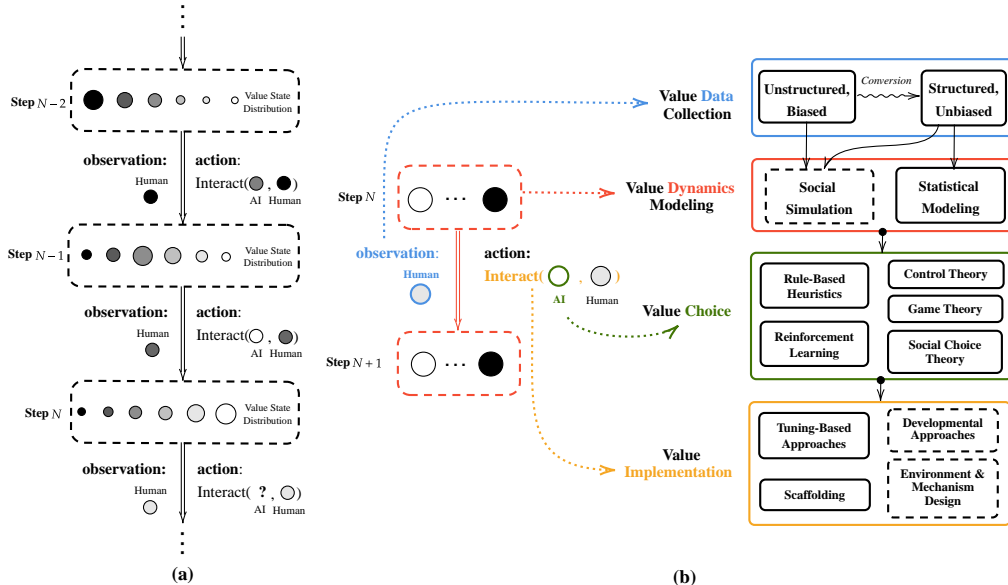 Step N−2
Value State
Distribution
observation:
Human
action:
Interact( , )
AI Human
Step N−1
Value State
Distribution
observation:
Human
action:
Interact( , )
AI Human
Step N
Value State
Distribution
observation:
Human
action:
Interact( ? , )
AI Human
(a)
Step N
...
observation:
Human
action:
Interact( , )
AI
Human
Step N+1
...
Value Data
Collection
Value Dynamics
Modeling
Value Choice
Value
Implementation
Unstructured,
Biased
Conversion
Structured,
Unbiased
Social
Simulation
Statistical
Modeling
Rule-Based
Heuristics
Control Theory
Game Theory
Reinforcement
Learning
Social Choice
Theory
Tuning-Based
Approaches
Developmental
Approaches
Scaffolding
Environment &
Mechanism
Design
(b)